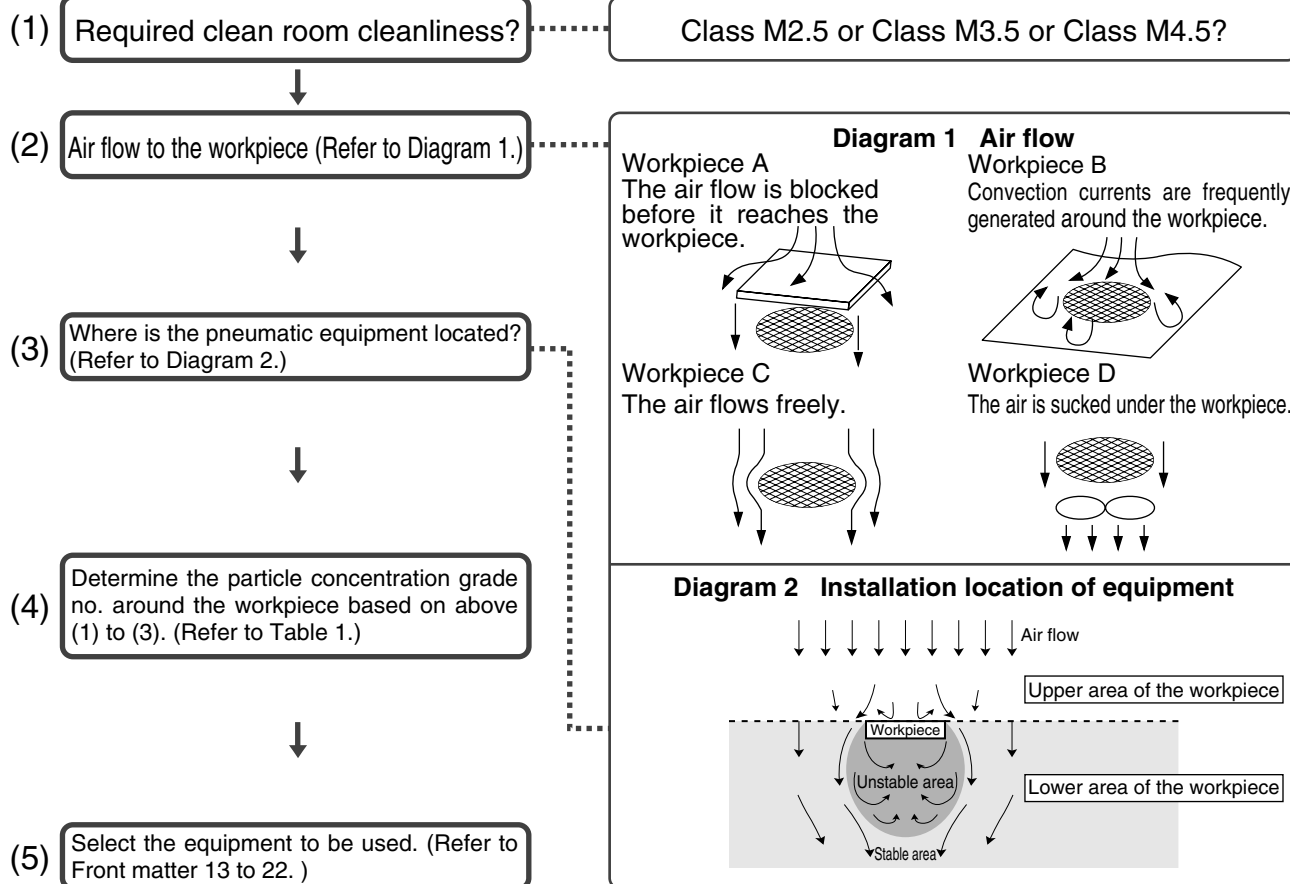 (1) Required clean room cleanliness?
Class M2.5 or Class M3.5 or Class M4.5?
(2) Air flow to the workpiece (Refer to Diagram 1.)
Diagram 1 Air flow
Workpiece A
The air flow is blocked
before it reaches the
workpiece.
Workpiece B
Convection currents are frequently
generated around the workpiece.
(3) Where is the pneumatic equipment located?
(Refer to Diagram 2.)
Workpiece C
The air flows freely.
Workpiece D
The air is sucked under the workpiece.
(4) Determine the particle concentration grade
no. around the workpiece based on above
(1) to (3). (Refer to Table 1.)
Diagram 2 Installation location of equipment
Air flow
Upper area of the workpiece
Workpiece
Unstable area
Lower area of the workpiece
Stable area
(5) Select the equipment to be used. (Refer to
Front matter 13 to 22. )